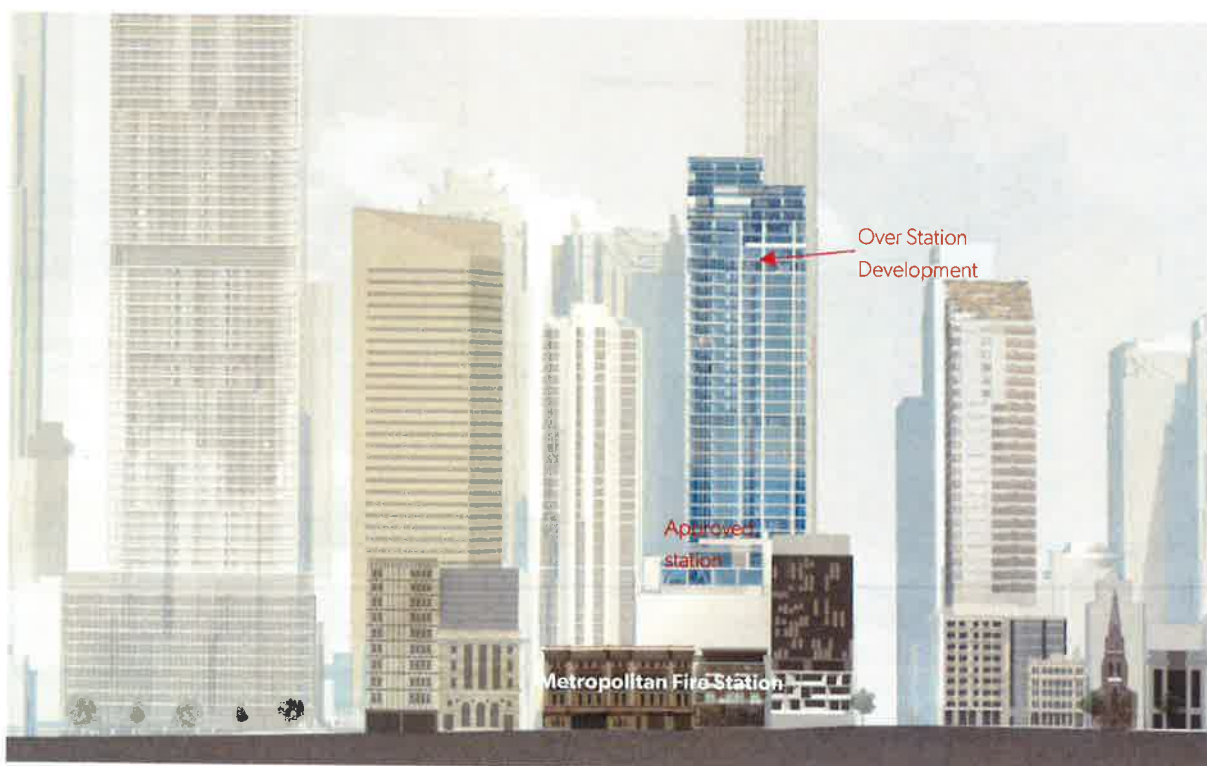 Over Station
Development
Approved
station
Metropolitan Fire Station